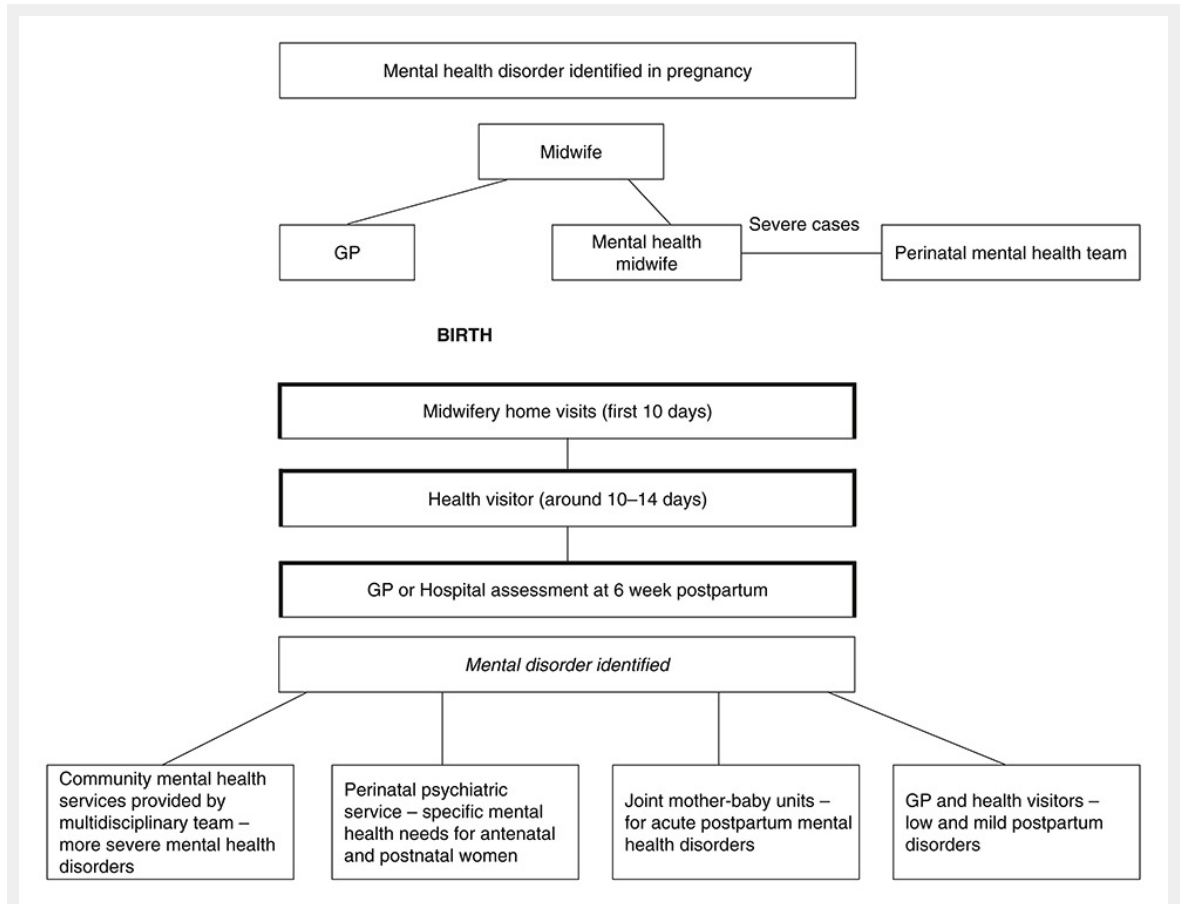 Mental health disorder identified in pregnancy
Midwife
Severe cases
GP
Mental health
midwife
Perinatal mental health team
BIRTH
Midwifery home visits (first 10 days)
Health visitor (around 10–14 days)
GP or Hospital assessment at 6 week postpartum
Mental disorder identified
Community mental health
services provided by
multidisciplinary team –
more severe mental health
disorders
Perinatal psychiatric
service – specific mental
health needs for antenatal
and postnatal women
Joint mother-baby units –
for acute postpartum mental
health disorders
GP and health visitors –
low and mild postpartum
disorders